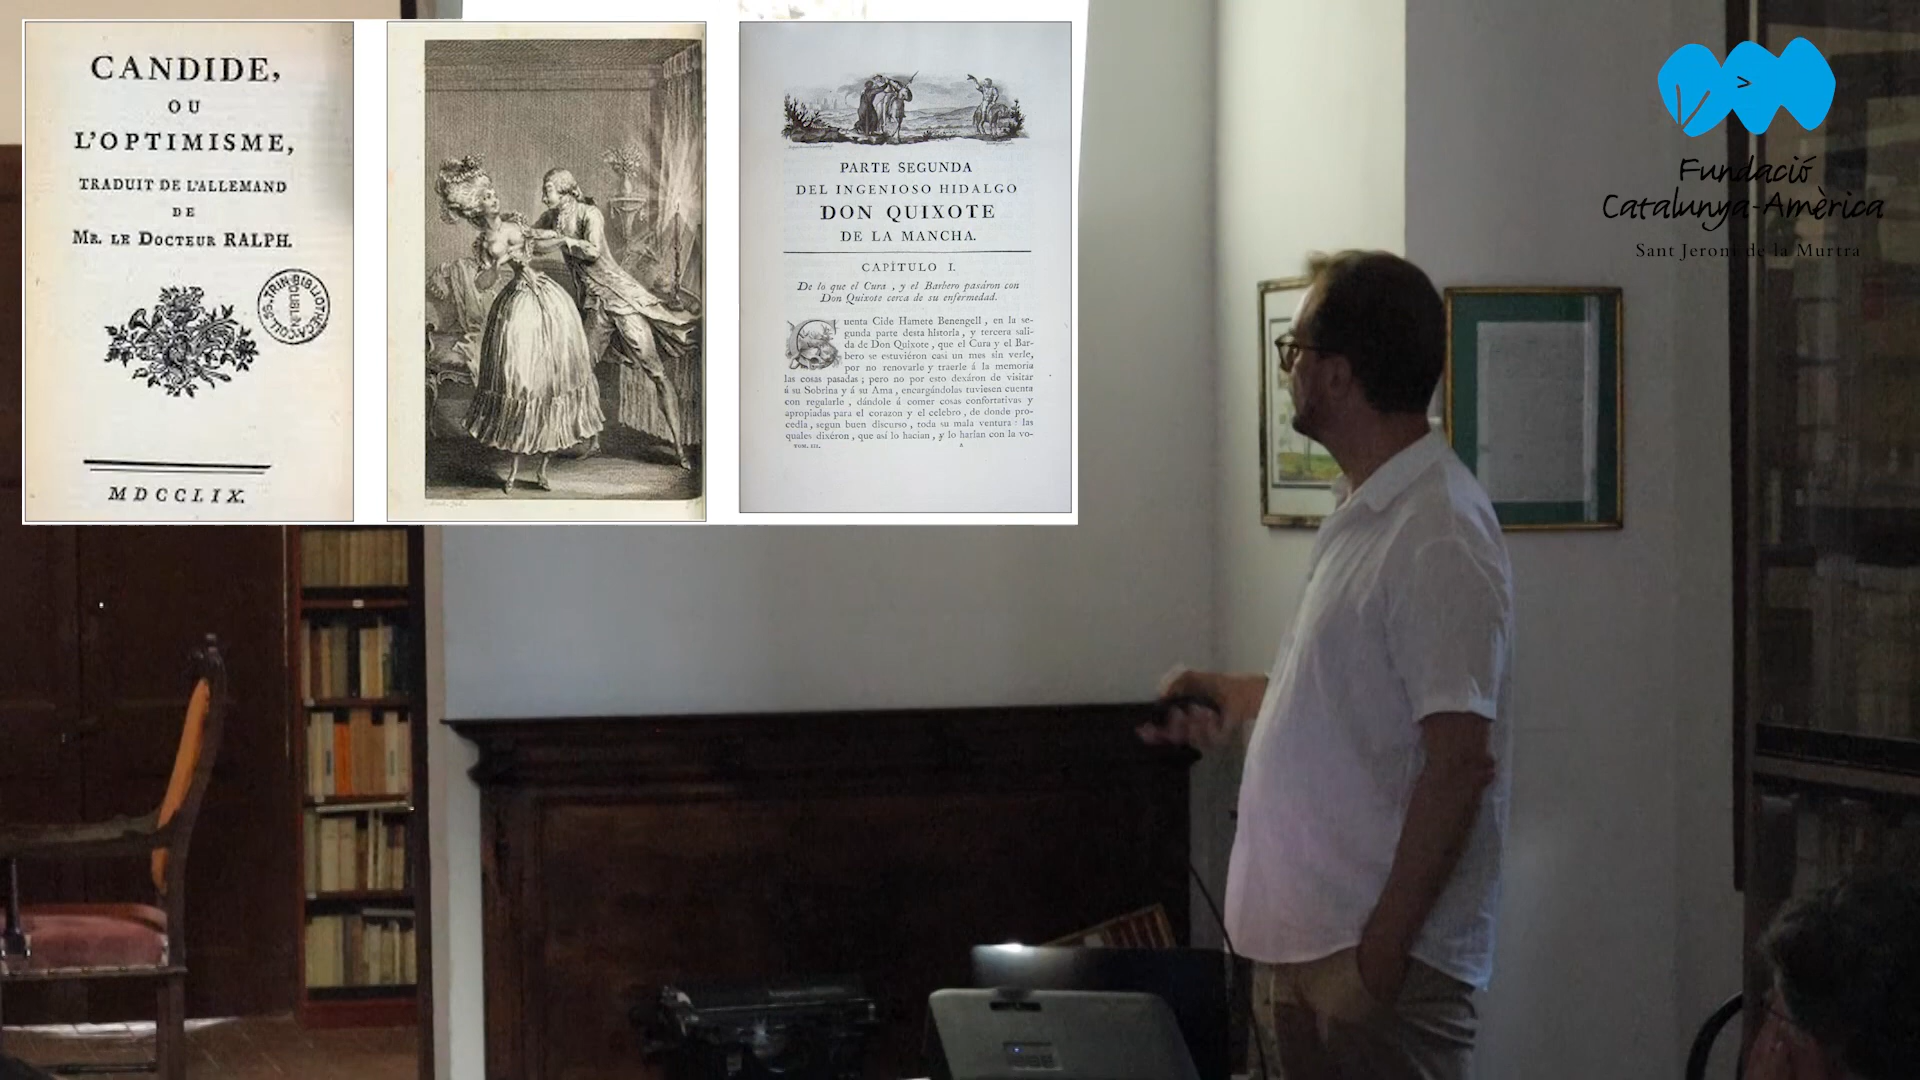 CANDIDE,
OU
L'OPTIMISME,
TRADUIT DE L'ALLEMAND
DE
MR. LE DOCTEUR RALPH.
MDCCLIX.
PARTE SEGUNDA
DEL INGENIOSO HIDALGO
DON QUIXOTE
DE LA MANCHA.
CAPÍTULO I.
De lo que el Cura, y el Barbero pasáron con
Don Quixote cerca de su enfermedad.
Cuenta Cide Hamete Benengeli, en la se-
gunda parte desta historia, y tercera sali-
da de Don Quixote, que el Cura y el Bar-
bero se estuviéron casi un mes sin verle,
por no renovarle y traerle á la memoria
las cosas pasadas; pero no por esto dexáron de visitar
á su Sobrina y á su Ama, encargándolas tuviesen cuenta
con regalarle, dándole á comer cosas confortativas y
apropiadas para el corazon y el celebro, de donde pro-
cedia, segun buen discurso, toda su mala ventura: las
quales dixéron, que así lo hacian, y lo harían con la vo-
TOM. III.
Fundació
Catalunya-Amèrica
Sant Jeroni de la Murtra